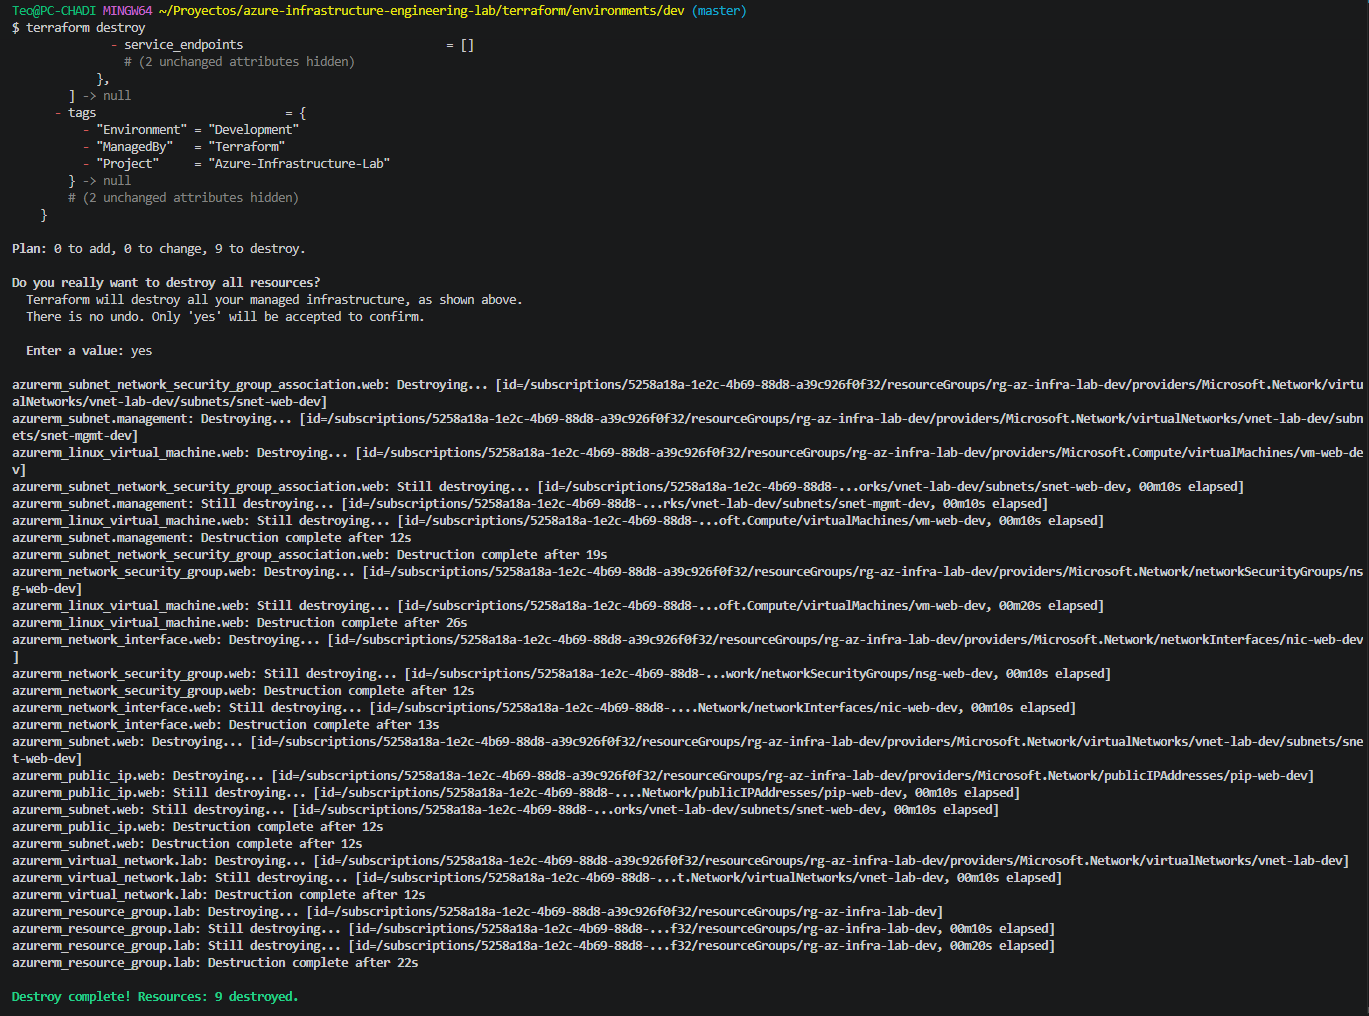 Teo@PC-CHADI MINGW64 ~/Proyectos/azure-infrastructure-engineering-lab/terraform/environments/dev (master)
$ terraform destroy
- service_endpoints = []
# (2 unchanged attributes hidden)
},
] -> null
- tags = {
- "Environment" = "Development"
- "ManagedBy" = "Terraform"
- "Project" = "Azure-Infrastructure-Lab"
} -> null
# (2 unchanged attributes hidden)
}
Plan: 0 to add, 0 to change, 9 to destroy.
Do you really want to destroy all resources?
Terraform will destroy all your managed infrastructure, as shown above.
There is no undo. Only 'yes' will be accepted to confirm.
Enter a value: yes
azurerm_subnet_network_security_group_association.web: Destroying... [id=/subscriptions/5258a18a-1e2c-4b69-88d8-a39c926f0f32/resourceGroups/rg-az-infra-lab-dev/providers/Microsoft.Network/virtu
alNetworks/vnet-lab-dev/subnets/snet-web-dev]
azurerm_subnet.management: Destroying... [id=/subscriptions/5258a18a-1e2c-4b69-88d8-a39c926f0f32/resourceGroups/rg-az-infra-lab-dev/providers/Microsoft.Network/virtualNetworks/vnet-lab-dev/subn
ets/snet-mgmt-dev]
azurerm_linux_virtual_machine.web: Destroying... [id=/subscriptions/5258a18a-1e2c-4b69-88d8-a39c926f0f32/resourceGroups/rg-az-infra-lab-dev/providers/Microsoft.Compute/virtualMachines/vm-web-de
v]
azurerm_subnet_network_security_group_association.web: Still destroying... [id=/subscriptions/5258a18a-1e2c-4b69-88d8-...orks/vnet-lab-dev/subnets/snet-web-dev, 00m10s elapsed]
azurerm_subnet.management: Still destroying... [id=/subscriptions/5258a18a-1e2c-4b69-88d8-...rks/vnet-lab-dev/subnets/snet-mgmt-dev, 00m10s elapsed]
azurerm_linux_virtual_machine.web: Still destroying... [id=/subscriptions/5258a18a-1e2c-4b69-88d8-...oft.Compute/virtualMachines/vm-web-dev, 00m10s elapsed]
azurerm_subnet.management: Destruction complete after 12s
azurerm_subnet_network_security_group_association.web: Destruction complete after 19s
azurerm_network_security_group.web: Destroying... [id=/subscriptions/5258a18a-1e2c-4b69-88d8-a39c926f0f32/resourceGroups/rg-az-infra-lab-dev/providers/Microsoft.Network/networkSecurityGroups/ns
g-web-dev]
azurerm_linux_virtual_machine.web: Still destroying... [id=/subscriptions/5258a18a-1e2c-4b69-88d8-...oft.Compute/virtualMachines/vm-web-dev, 00m20s elapsed]
azurerm_linux_virtual_machine.web: Destruction complete after 26s
azurerm_network_interface.web: Destroying... [id=/subscriptions/5258a18a-1e2c-4b69-88d8-a39c926f0f32/resourceGroups/rg-az-infra-lab-dev/providers/Microsoft.Network/networkInterfaces/nic-web-dev
]
azurerm_network_security_group.web: Still destroying... [id=/subscriptions/5258a18a-1e2c-4b69-88d8-...work/networkSecurityGroups/nsg-web-dev, 00m10s elapsed]
azurerm_network_security_group.web: Destruction complete after 12s
azurerm_network_interface.web: Still destroying... [id=/subscriptions/5258a18a-1e2c-4b69-88d8-....Network/networkInterfaces/nic-web-dev, 00m10s elapsed]
azurerm_network_interface.web: Destruction complete after 13s
azurerm_subnet.web: Destroying... [id=/subscriptions/5258a18a-1e2c-4b69-88d8-a39c926f0f32/resourceGroups/rg-az-infra-lab-dev/providers/Microsoft.Network/virtualNetworks/vnet-lab-dev/subnets/sne
t-web-dev]
azurerm_public_ip.web: Destroying... [id=/subscriptions/5258a18a-1e2c-4b69-88d8-a39c926f0f32/resourceGroups/rg-az-infra-lab-dev/providers/Microsoft.Network/publicIPAddresses/pip-web-dev]
azurerm_public_ip.web: Still destroying... [id=/subscriptions/5258a18a-1e2c-4b69-88d8-....Network/publicIPAddresses/pip-web-dev, 00m10s elapsed]
azurerm_subnet.web: Still destroying... [id=/subscriptions/5258a18a-1e2c-4b69-88d8-...orks/vnet-lab-dev/subnets/snet-web-dev, 00m10s elapsed]
azurerm_public_ip.web: Destruction complete after 12s
azurerm_subnet.web: Destruction complete after 12s
azurerm_virtual_network.lab: Destroying... [id=/subscriptions/5258a18a-1e2c-4b69-88d8-a39c926f0f32/resourceGroups/rg-az-infra-lab-dev/providers/Microsoft.Network/virtualNetworks/vnet-lab-dev]
azurerm_virtual_network.lab: Still destroying... [id=/subscriptions/5258a18a-1e2c-4b69-88d8-...t.Network/virtualNetworks/vnet-lab-dev, 00m10s elapsed]
azurerm_virtual_network.lab: Destruction complete after 12s
azurerm_resource_group.lab: Destroying... [id=/subscriptions/5258a18a-1e2c-4b69-88d8-a39c926f0f32/resourceGroups/rg-az-infra-lab-dev]
azurerm_resource_group.lab: Still destroying... [id=/subscriptions/5258a18a-1e2c-4b69-88d8-...f32/resourceGroups/rg-az-infra-lab-dev, 00m10s elapsed]
azurerm_resource_group.lab: Still destroying... [id=/subscriptions/5258a18a-1e2c-4b69-88d8-...f32/resourceGroups/rg-az-infra-lab-dev, 00m20s elapsed]
azurerm_resource_group.lab: Destruction complete after 22s
Destroy complete! Resources: 9 destroyed.